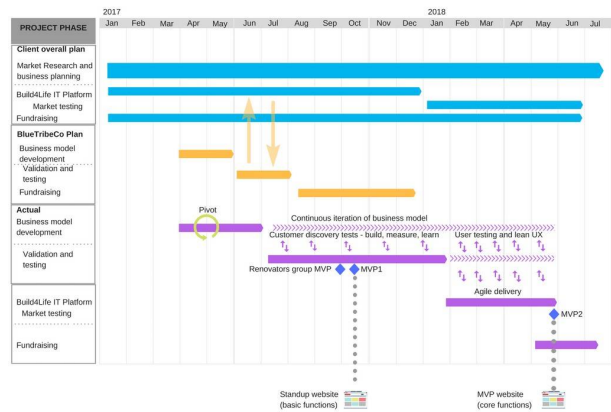 2017
2018
PROJECT PHASE
Jan Feb Mar Apr May Jun Jul Aug Sep Oct Nov Dec Jan Feb Mar Apr May Jun Jul
Client overall plan
Market Research and
business planning
Build4Life IT Platform
Market testing
Fundraising
BlueTribeCo Plan
Business model
development
Validation and
testing
Fundraising
Actual
Business model
development
Pivot
Continuous iteration of business model
Customer discovery tests - build, measure, learn
User testing and lean UX
Validation and
testing
Renovators group MVP
MVP1
Build4Life IT Platform
Market testing
Agile delivery
MVP2
Fundraising
Standup website
(basic functions)
MVP website
(core functions)